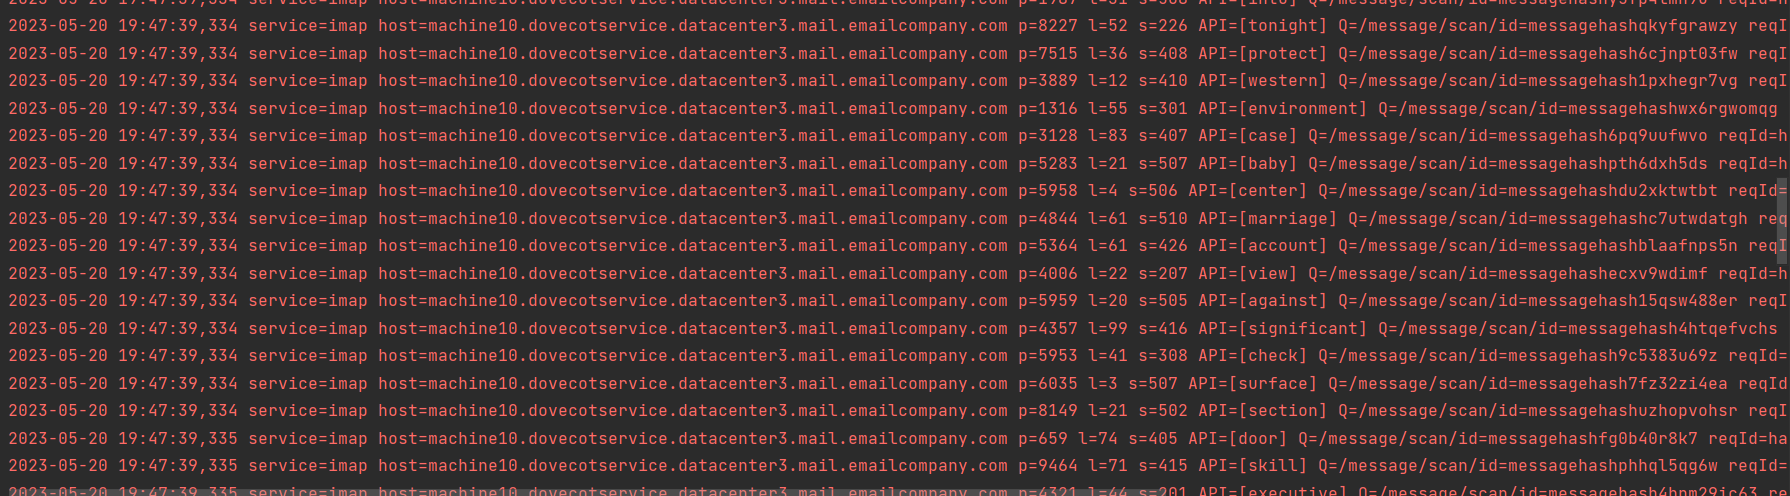 2023-05-20 19:47:39,334 service=imap host=machine10.dovecotservice.datacenter3.mail.emailcompany.com p=8227 l=52 s=226 API=[tonight] Q=/message/scan/id=messagehashqkyfgrawzy reqI
2023-05-20 19:47:39,334 service=imap host=machine10.dovecotservice.datacenter3.mail.emailcompany.com p=7515 l=36 s=408 API=[protect] Q=/message/scan/id=messagehash6cjnpt03fw reqI
2023-05-20 19:47:39,334 service=imap host=machine10.dovecotservice.datacenter3.mail.emailcompany.com p=3889 l=12 s=410 API=[western] Q=/message/scan/id=messagehash1pxhegr7vg reqI
2023-05-20 19:47:39,334 service=imap host=machine10.dovecotservice.datacenter3.mail.emailcompany.com p=1316 l=55 s=301 API=[environment] Q=/message/scan/id=messagehashwx6rgwomqg
2023-05-20 19:47:39,334 service=imap host=machine10.dovecotservice.datacenter3.mail.emailcompany.com p=3128 l=83 s=407 API=[case] Q=/message/scan/id=messagehash6pq9uufwvo reqId=h
2023-05-20 19:47:39,334 service=imap host=machine10.dovecotservice.datacenter3.mail.emailcompany.com p=5283 l=21 s=507 API=[baby] Q=/message/scan/id=messagehashpth6dxh5ds reqId=h
2023-05-20 19:47:39,334 service=imap host=machine10.dovecotservice.datacenter3.mail.emailcompany.com p=5958 l=4 s=506 API=[center] Q=/message/scan/id=messagehashdu2xktwtbt reqId=
2023-05-20 19:47:39,334 service=imap host=machine10.dovecotservice.datacenter3.mail.emailcompany.com p=4844 l=61 s=510 API=[marriage] Q=/message/scan/id=messagehashc7utwdatgh req
2023-05-20 19:47:39,334 service=imap host=machine10.dovecotservice.datacenter3.mail.emailcompany.com p=5364 l=61 s=426 API=[account] Q=/message/scan/id=messagehashblaafnps5n reqI
2023-05-20 19:47:39,334 service=imap host=machine10.dovecotservice.datacenter3.mail.emailcompany.com p=4006 l=22 s=207 API=[view] Q=/message/scan/id=messagehashecxv9wdimf reqId=h
2023-05-20 19:47:39,334 service=imap host=machine10.dovecotservice.datacenter3.mail.emailcompany.com p=5959 l=20 s=505 API=[against] Q=/message/scan/id=messagehash15qsw488er reqI
2023-05-20 19:47:39,334 service=imap host=machine10.dovecotservice.datacenter3.mail.emailcompany.com p=4357 l=99 s=416 API=[significant] Q=/message/scan/id=messagehash4htqefvchs
2023-05-20 19:47:39,334 service=imap host=machine10.dovecotservice.datacenter3.mail.emailcompany.com p=5953 l=41 s=308 API=[check] Q=/message/scan/id=messagehash9c5383u69z reqId=
2023-05-20 19:47:39,334 service=imap host=machine10.dovecotservice.datacenter3.mail.emailcompany.com p=6035 l=3 s=507 API=[surface] Q=/message/scan/id=messagehash7fz32zi4ea reqId
2023-05-20 19:47:39,334 service=imap host=machine10.dovecotservice.datacenter3.mail.emailcompany.com p=8149 l=21 s=502 API=[section] Q=/message/scan/id=messagehashuzhopvohsr reqI
2023-05-20 19:47:39,335 service=imap host=machine10.dovecotservice.datacenter3.mail.emailcompany.com p=659 l=74 s=405 API=[door] Q=/message/scan/id=messagehashfg0b40r8k7 reqId=ha
2023-05-20 19:47:39,335 service=imap host=machine10.dovecotservice.datacenter3.mail.emailcompany.com p=9464 l=71 s=415 API=[skill] Q=/message/scan/id=messagehashphhql5qg6w reqId=
2023-05-20 19:47:39,335 service=imap host=machine10.dovecotservice.datacenter3.mail.emailcompany.com p=4321 l=44 s=201 API=[executive]